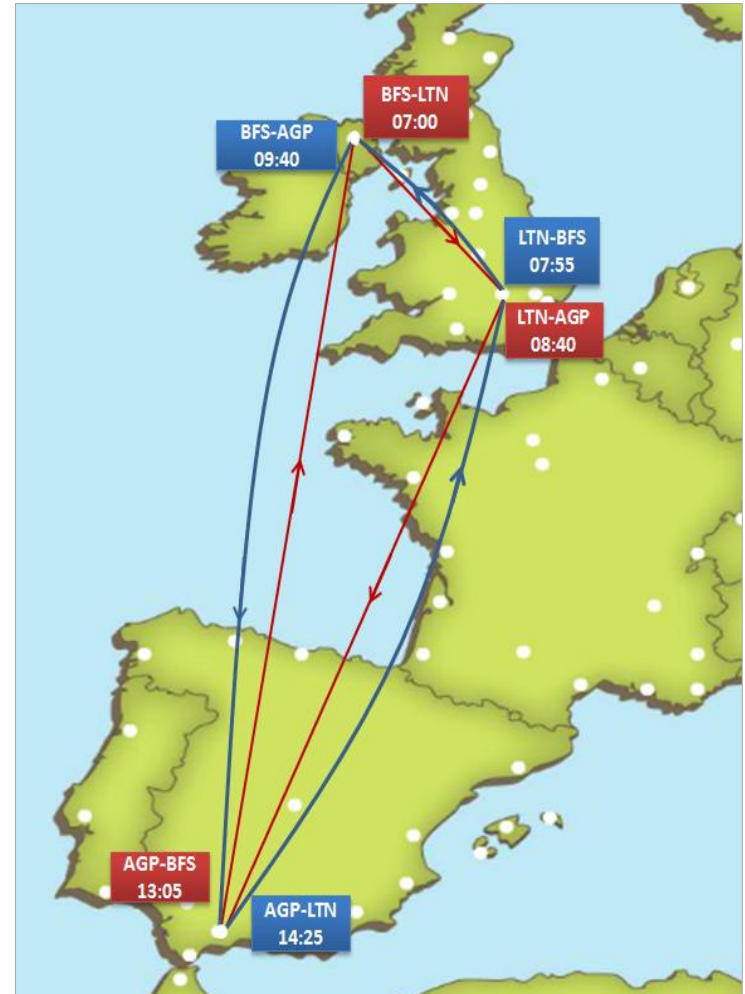 BFS-LTN
07:00
BFS-AGP
09:40
LTN-BFS
07:55
LTN-AGP
08:40
AGP-BFS
13:05
AGP-LTN
14:25